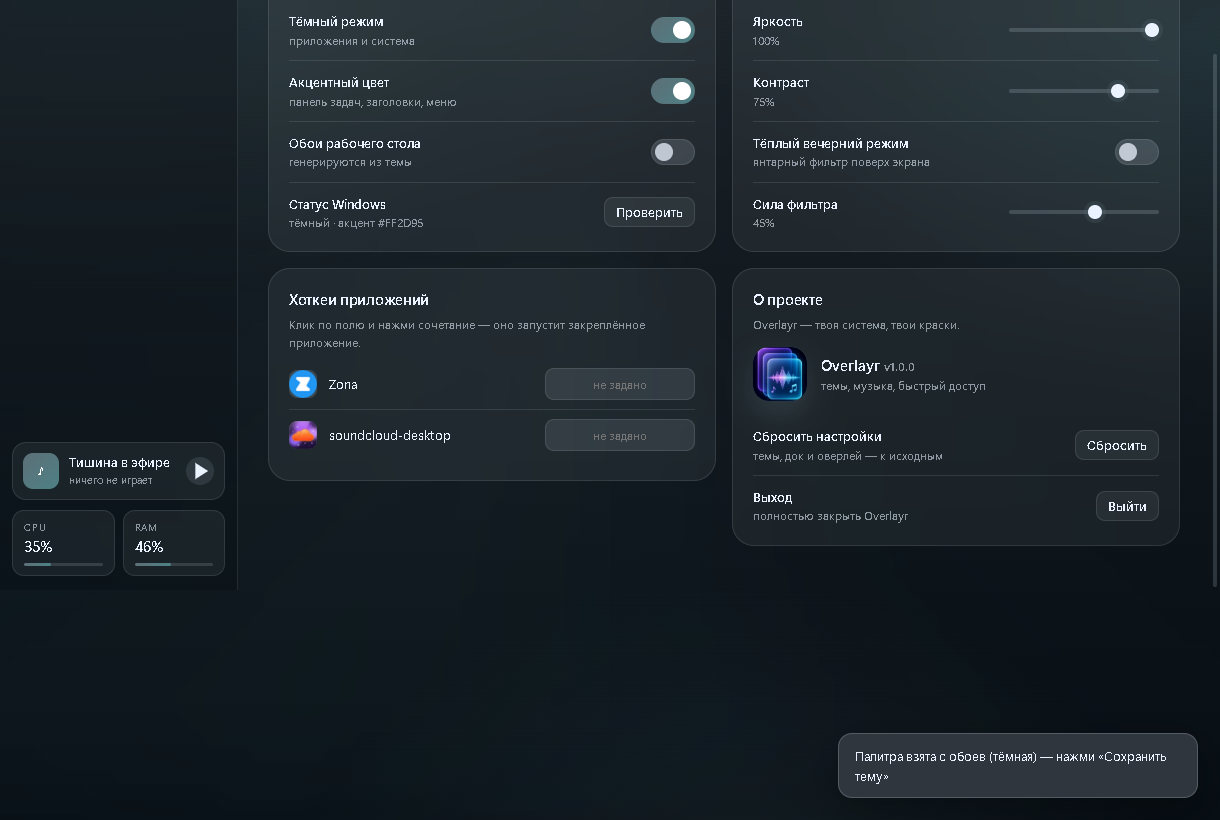 Тёмный режим
приложения и система
Акцентный цвет
панель задач, заголовки, меню
Обои рабочего стола
генерируются из темы
Статус Windows
тёмный · акцент #FF2D95
Проверить
Яркость
100%
Контраст
75%
Тёплый вечерний режим
янтарный фильтр поверх экрана
Сила фильтра
45%
Хоткеи приложений
Клик по полю и нажми сочетание — оно запустит закреплённое
приложение.
Zona
не задано
soundcloud-desktop
не задано
О проекте
Overlayr — твоя система, твои краски.
Overlayr v1.0.0
темы, музыка, быстрый доступ
Сбросить настройки
темы, док и оверлей — к исходным
Сбросить
Выход
полностью закрыть Overlayr
Выйти
Тишина в эфире
ничего не играет
CPU
35%
RAM
46%
Палитра взята с обоев (тёмная) — нажми «Сохранить
тему»